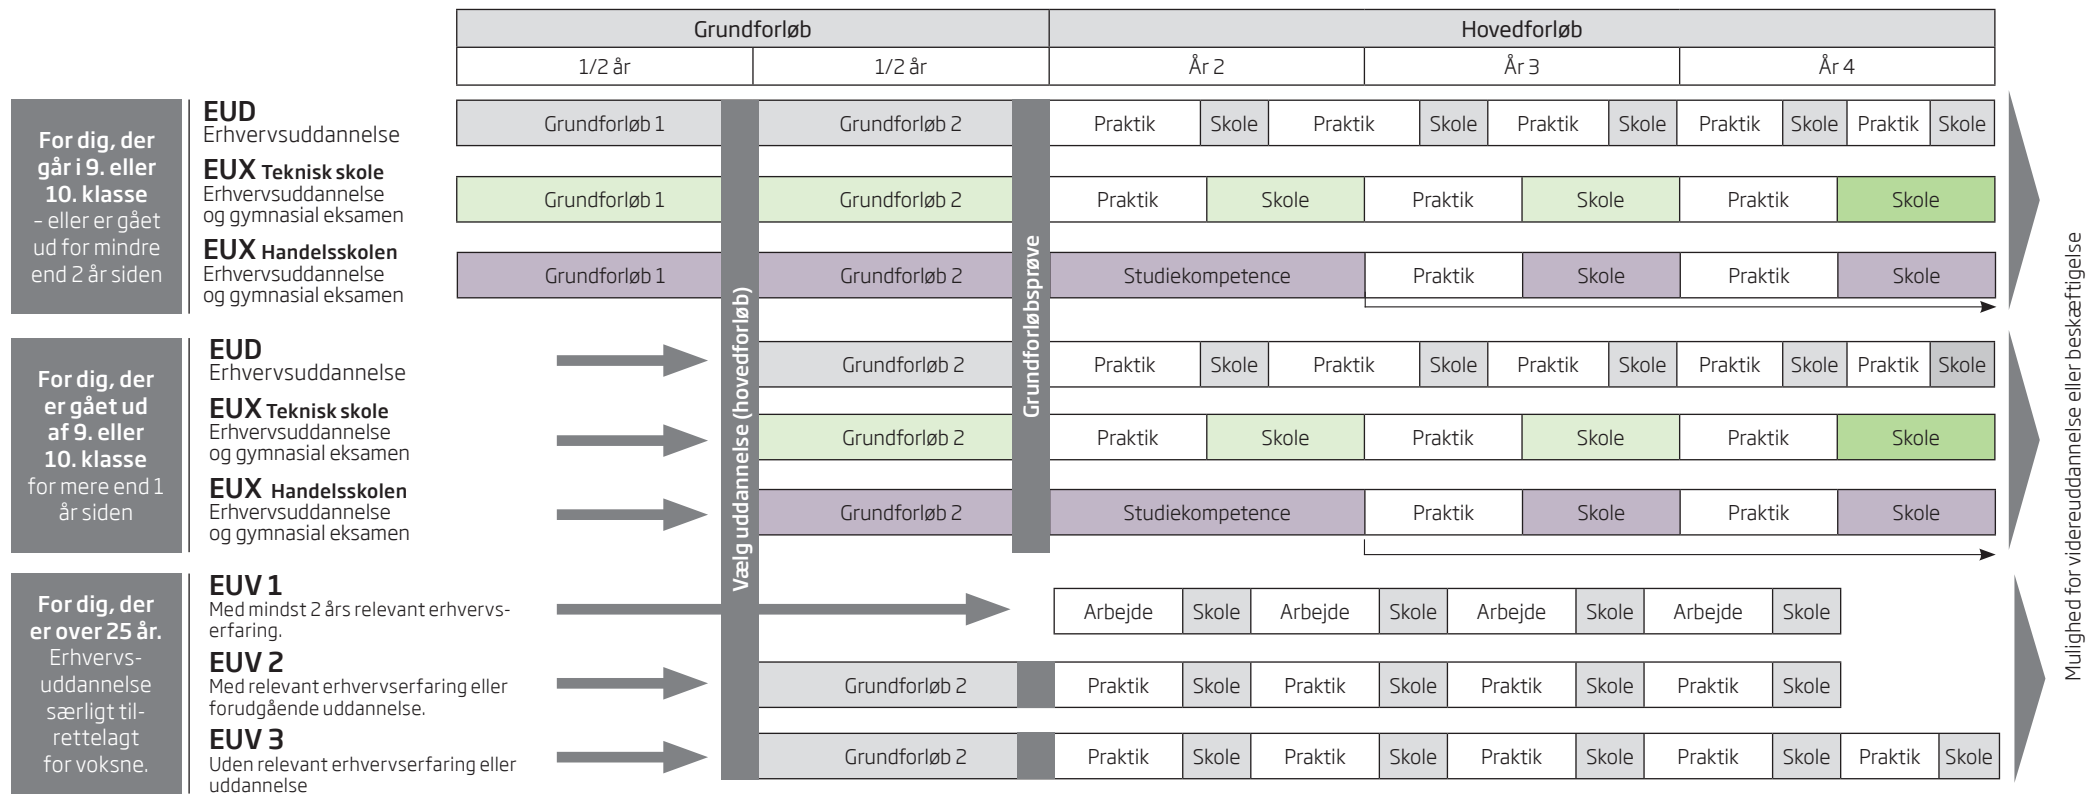 Grundforløb Hovedforløb
1/2 år 1/2 år År 2 År 3 År 4
For dig, der
går i 9. eller
10. klasse
– eller er gået
ud for mindre
end 2 år siden
EUD
Erhvervsuddannelse
Grundforløb 1 Grundforløb 2 Praktik Skole Praktik Skole Praktik Skole Praktik Skole Praktik Skole
EUX Teknisk skole
Erhvervsuddannelse
og gymnasial eksamen
Grundforløb 1 Grundforløb 2 Praktik Skole Praktik Skole Praktik Skole
EUX Handelsskolen
Erhvervsuddannelse
og gymnasial eksamen
Grundforløb 1 Grundforløb 2 Studiekompetence Praktik Skole Praktik Skole
Vælg uddannelse (hovedforløb)
Grundforløbsprøve
For dig, der
er gået ud
af 9. eller
10. klasse
for mere end 1
år siden
EUD
Erhvervsuddannelse
Grundforløb 2 Praktik Skole Praktik Skole Praktik Skole Praktik Skole Praktik Skole
EUX Teknisk skole
Erhvervsuddannelse
og gymnasial eksamen
Grundforløb 2 Praktik Skole Praktik Skole Praktik Skole
EUX Handelsskolen
Erhvervsuddannelse
og gymnasial eksamen
Grundforløb 2 Studiekompetence Praktik Skole Praktik Skole
For dig, der
er over 25 år.
Erhvervs-
uddannelse
særligt til-
rettelagt
for voksne.
EUV 1
Med mindst 2 års relevant erhvervs-
erfaring.
Arbejde Skole Arbejde Skole Arbejde Skole Arbejde Skole
EUV 2
Med relevant erhvervserfaring eller
forudgående uddannelse.
Grundforløb 2 Praktik Skole Praktik Skole Praktik Skole Praktik Skole
EUV 3
Uden relevant erhvervserfaring eller
uddannelse
Grundforløb 2 Praktik Skole Praktik Skole Praktik Skole Praktik Skole Praktik Skole
Mulighed for videreuddannelse eller beskæftigelse